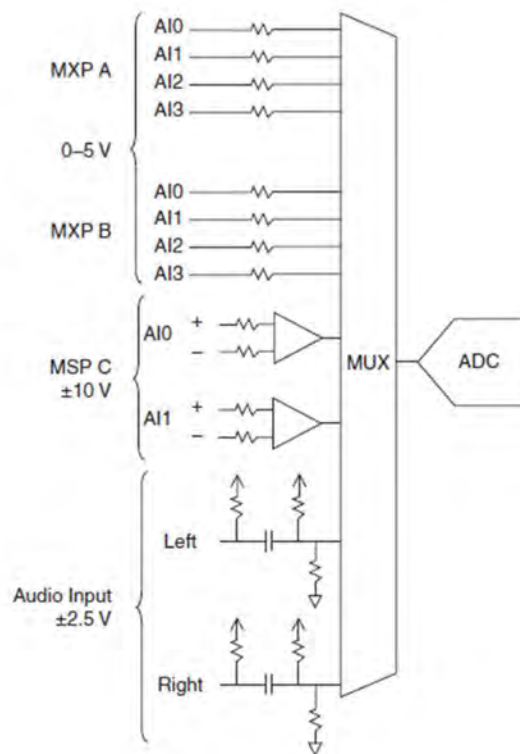 MXP A
0–5 V
MXP B
AI0
AI1
AI2
AI3
AI0
AI1
AI2
AI3
MSP C
±10 V
AI0
+
–
AI1
+
–
Audio Input
±2.5 V
Left
Right
MUX
ADC